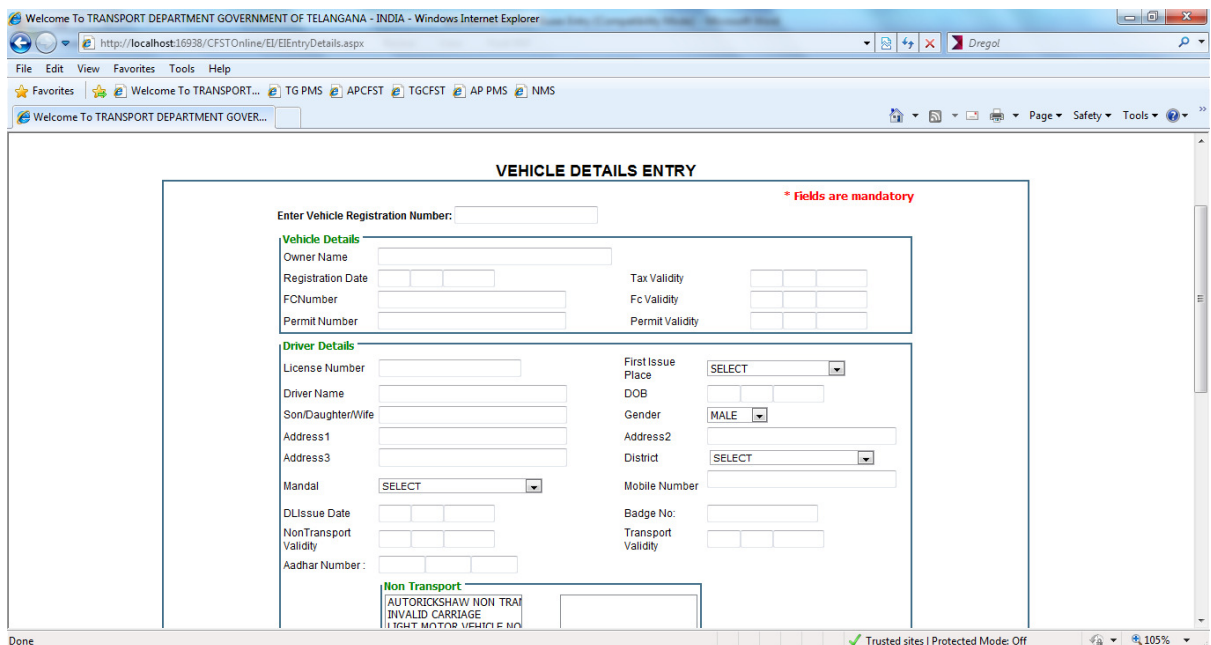 Welcome To TRANSPORT DEPARTMENT GOVERNMENT OF TELANGANA - INDIA - Windows Internet Explorer
http://localhost:16938/CFSTOnline/EI/EIEntryDetails.aspx Dregol
File Edit View Favorites Tools Help
Favorites Welcome To TRANSPORT... TG PMS APCFST TGCFST AP PMS NMS
Welcome To TRANSPORT DEPARTMENT GOVER... Page Safety Tools
VEHICLE DETAILS ENTRY
* Fields are mandatory
Enter Vehicle Registration Number:
Vehicle Details
Owner Name
Registration Date Tax Validity
FCNumber Fc Validity
Permit Number Permit Validity
Driver Details
License Number First Issue Place SELECT
Driver Name DOB
Son/Daughter/Wife Gender MALE
Address1 Address2
Address3 District SELECT
Mandal SELECT Mobile Number
DLIssue Date Badge No:
NonTransport Validity Transport Validity
Aadhar Number :
Non Transport
AUTORICKSHAW NON TRAN
INVALID CARRIAGE
LIGHT MOTOR VEHICLE NO
Done Trusted sites | Protected Mode: Off 105%